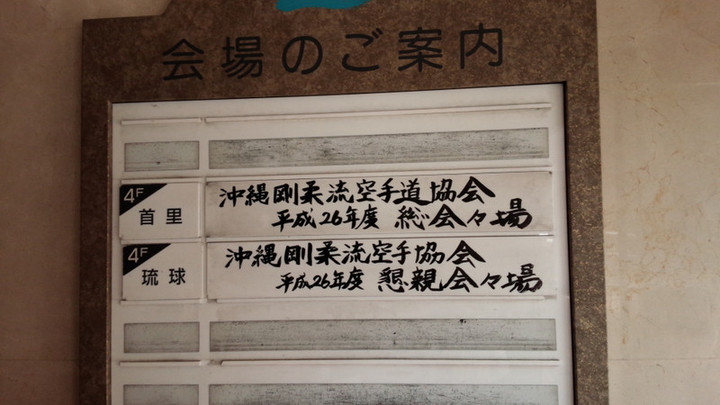 会場のご案内
4F
首里
沖縄剛柔流空手道協会
平成26年度 総会々場
4F
琉球
沖縄剛柔流空手協会
平成26年度 懇親会々場